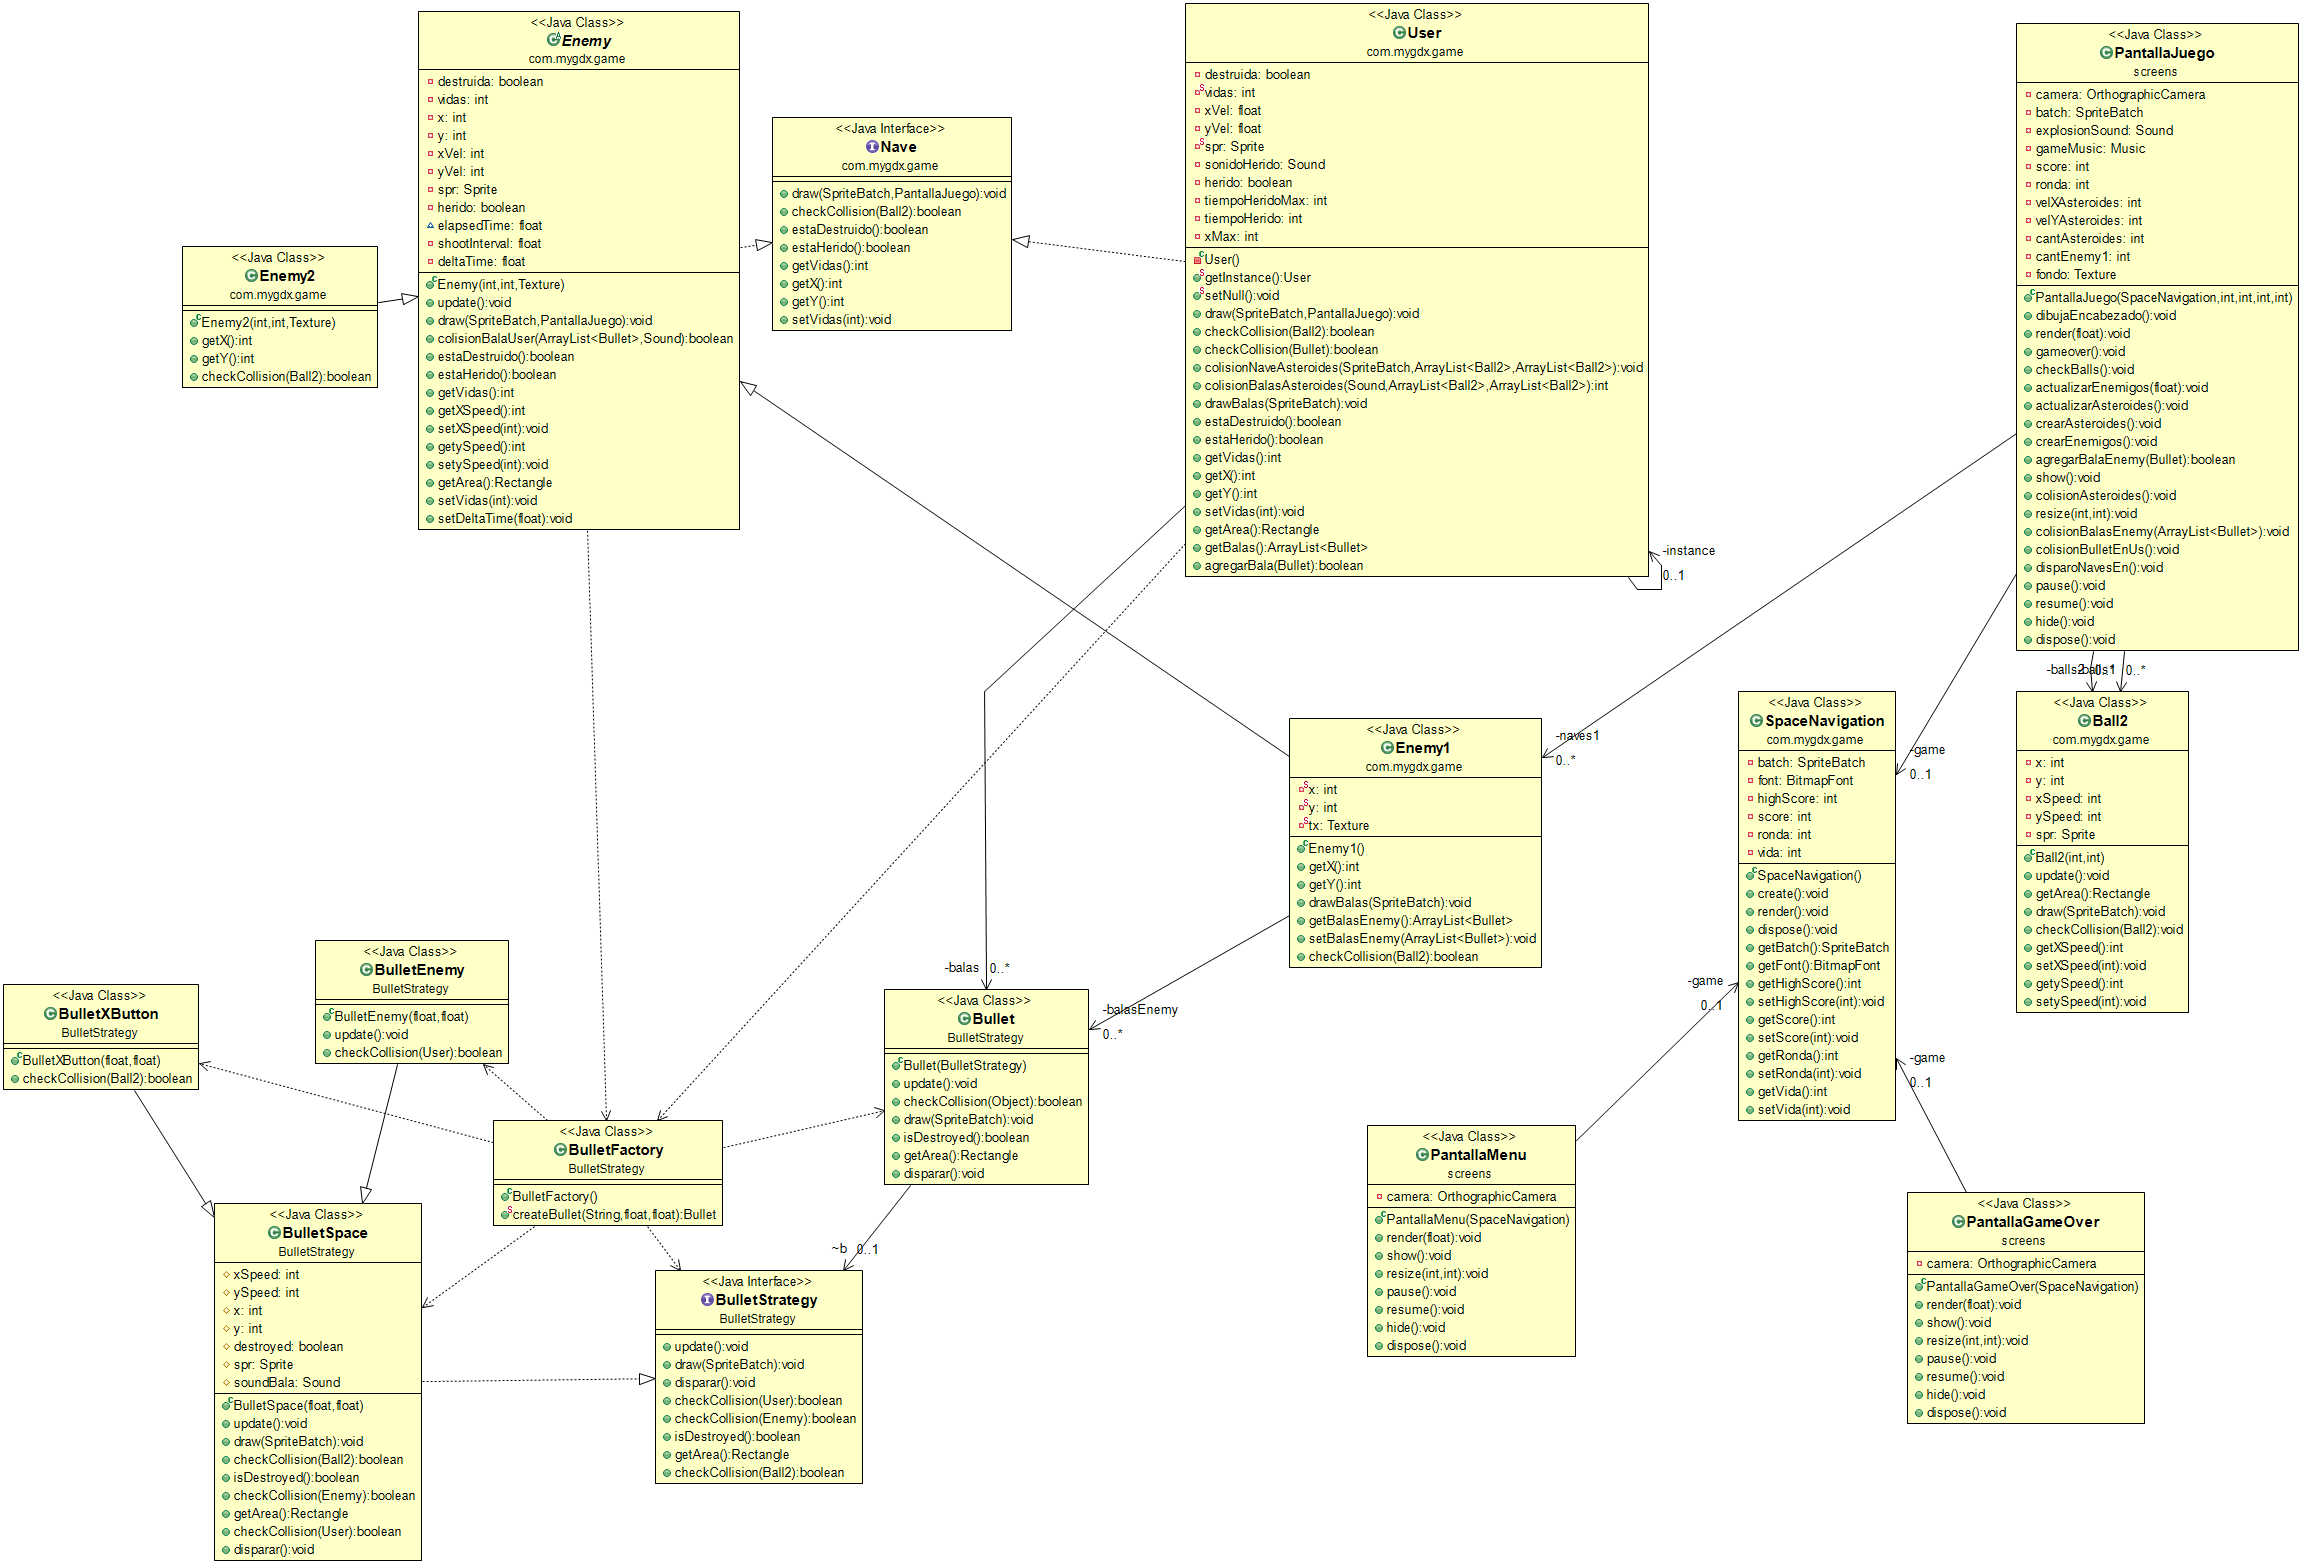 <<Java Class>>
Enemy
com.mygdx.game
destruida: boolean
vidas: int
x: int
y: int
xVel: int
yVel: int
spr: Sprite
herido: boolean
elapsedTime: float
shootInterval: float
deltaTime: float
Enemy(int,int,Texture)
update():void
draw(SpriteBatch,PantallaJuego):void
colisionBalaUser(ArrayList<Bullet>,Sound):boolean
estaDestruido():boolean
estaHerido():boolean
getVidas():int
getXSpeed():int
setXSpeed(int):void
getySpeed():int
setySpeed(int):void
getArea():Rectangle
setVidas(int):void
setDeltaTime(float):void
<<Java Interface>>
Nave
com.mygdx.game
draw(SpriteBatch,PantallaJuego):void
checkCollision(Ball2):boolean
estaDestruido():boolean
estaHerido():boolean
getVidas():int
getX():int
getY():int
setVidas(int):void
<<Java Class>>
User
com.mygdx.game
destruida: boolean
vidas: int
xVel: float
yVel: float
spr: Sprite
sonidoHerido: Sound
herido: boolean
tiempoHeridoMax: int
tiempoHerido: int
xMax: int
User()
getInstance():User
setNull():void
draw(SpriteBatch,PantallaJuego):void
checkCollision(Ball2):boolean
checkCollision(Bullet):boolean
colisionNaveAsteroides(SpriteBatch,ArrayList<Ball2>,ArrayList<Ball2>):void
colisionBalasAsteroides(Sound,ArrayList<Ball2>,ArrayList<Ball2>):int
drawBalas(SpriteBatch):void
estaDestruido():boolean
estaHerido():boolean
getVidas():int
getX():int
getY():int
setVidas(int):void
getArea():Rectangle
getBalas():ArrayList<Bullet>
agregarBala(Bullet):boolean
-instance
0..1
<<Java Class>>
PantallaJuego
screens
camera: OrthographicCamera
batch: SpriteBatch
explosionSound: Sound
gameMusic: Music
score: int
ronda: int
velXAsteroides: int
velYAsteroides: int
cantAsteroides: int
cantEnemy1: int
fondo: Texture
PantallaJuego(SpaceNavigation,int,int,int,int)
dibujaEncabezado():void
render(float):void
gameover():void
checkBalls():void
actualizarEnemigos(float):void
actualizarAsteroides():void
crearAsteroides():void
crearEnemigos():void
agregarBalaEnemy(Bullet):boolean
show():void
colisionAsteroides():void
resize(int,int):void
colisionBalasEnemy(ArrayList<Bullet>):void
colisionBulletEnUs():void
disparoNavesEn():void
pause():void
resume():void
hide():void
dispose():void
<<Java Class>>
Enemy2
com.mygdx.game
Enemy2(int,int,Texture)
getX():int
getY():int
checkCollision(Ball2):boolean
-balls2
-balls1
0..*
<<Java Class>>
SpaceNavigation
com.mygdx.game
batch: SpriteBatch
font: BitmapFont
highScore: int
score: int
ronda: int
vida: int
SpaceNavigation()
create():void
render():void
dispose():void
getBatch():SpriteBatch
getFont():BitmapFont
getHighScore():int
setHighScore(int):void
getScore():int
setScore(int):void
getRonda():int
setRonda(int):void
getVida():int
setVida(int):void
-game
0..1
<<Java Class>>
Ball2
com.mygdx.game
x: int
y: int
xSpeed: int
ySpeed: int
spr: Sprite
Ball2(int,int)
update():void
getArea():Rectangle
draw(SpriteBatch):void
checkCollision(Ball2):void
getXSpeed():int
setXSpeed(int):void
getySpeed():int
setySpeed(int):void
<<Java Class>>
Enemy1
com.mygdx.game
x: int
y: int
tx: Texture
Enemy1()
getX():int
getY():int
drawBalas(SpriteBatch):void
getBalasEnemy():ArrayList<Bullet>
setBalasEnemy(ArrayList<Bullet>):void
checkCollision(Ball2):boolean
-naves1
0..*
<<Java Class>>
BulletEnemy
BulletStrategy
BulletEnemy(float,float)
update():void
checkCollision(User):boolean
<<Java Class>>
BulletXButton
BulletStrategy
BulletXButton(float,float)
checkCollision(Ball2):boolean
-balas
0..*
<<Java Class>>
Bullet
BulletStrategy
Bullet(BulletStrategy)
update():void
checkCollision(Object):boolean
draw(SpriteBatch):void
isDestroyed():boolean
getArea():Rectangle
disparar():void
-balasEnemy
0..*
-game
0..1
-game
0..1
<<Java Class>>
BulletFactory
BulletStrategy
BulletFactory()
createBullet(String,float,float):Bullet
<<Java Class>>
PantallaMenu
screens
camera: OrthographicCamera
PantallaMenu(SpaceNavigation)
render(float):void
show():void
resize(int,int):void
pause():void
resume():void
hide():void
dispose():void
<<Java Class>>
PantallaGameOver
screens
camera: OrthographicCamera
PantallaGameOver(SpaceNavigation)
render(float):void
show():void
resize(int,int):void
pause():void
resume():void
hide():void
dispose():void
<<Java Class>>
BulletSpace
BulletStrategy
xSpeed: int
ySpeed: int
x: int
y: int
destroyed: boolean
spr: Sprite
soundBala: Sound
BulletSpace(float,float)
update():void
draw(SpriteBatch):void
checkCollision(Ball2):boolean
isDestroyed():boolean
checkCollision(Enemy):boolean
getArea():Rectangle
checkCollision(User):boolean
disparar():void
~b
0..1
<<Java Interface>>
BulletStrategy
BulletStrategy
update():void
draw(SpriteBatch):void
disparar():void
checkCollision(User):boolean
checkCollision(Enemy):boolean
isDestroyed():boolean
getArea():Rectangle
checkCollision(Ball2):boolean